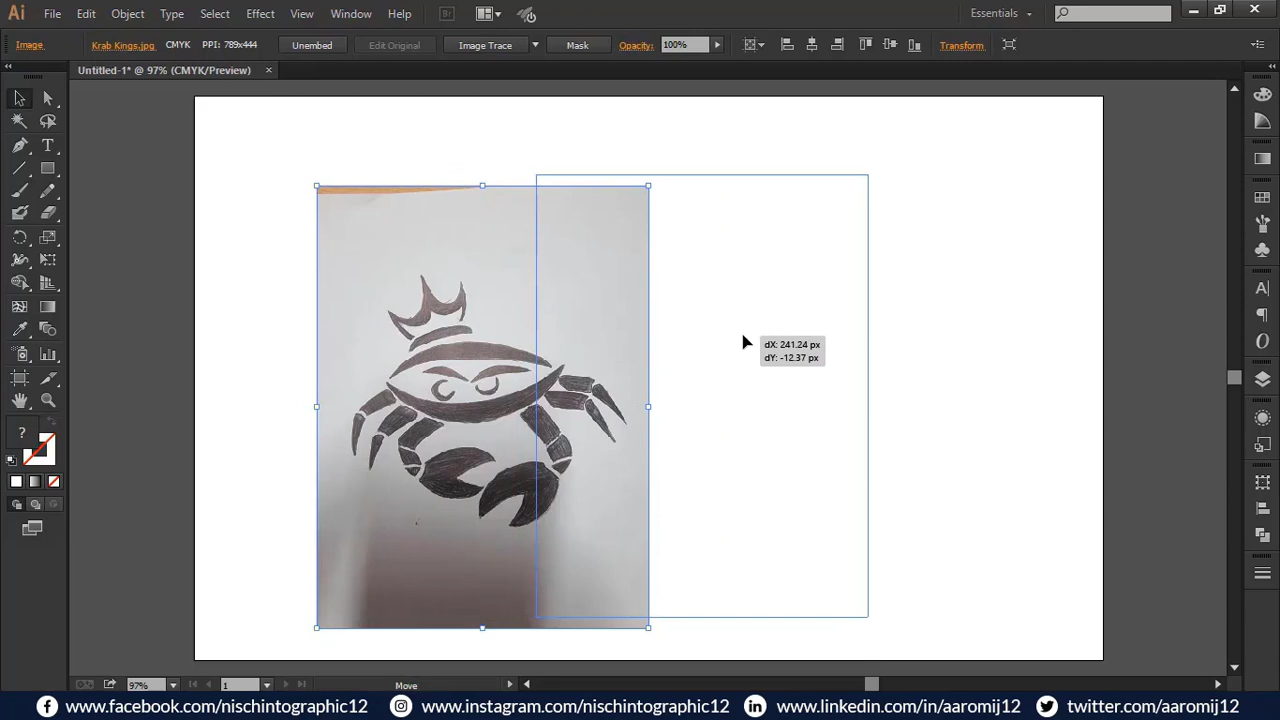 Ai File Edit Object Type Select Effect View Window Help Br Essentials
Image Krab Kings.jpg CMYK PPI: 789x444 Unembed Edit Original Image Trace Mask Opacity: 100% Transform
Untitled-1* @ 97% (CMYK/Preview)
dX: 241.24 px
dY: -12.37 px
97% 1 Move
www.facebook.com/nischintographic12 www.instagram.com/nischintographic12 www.linkedin.com/in/aaromij12 twitter.com/aaromij12